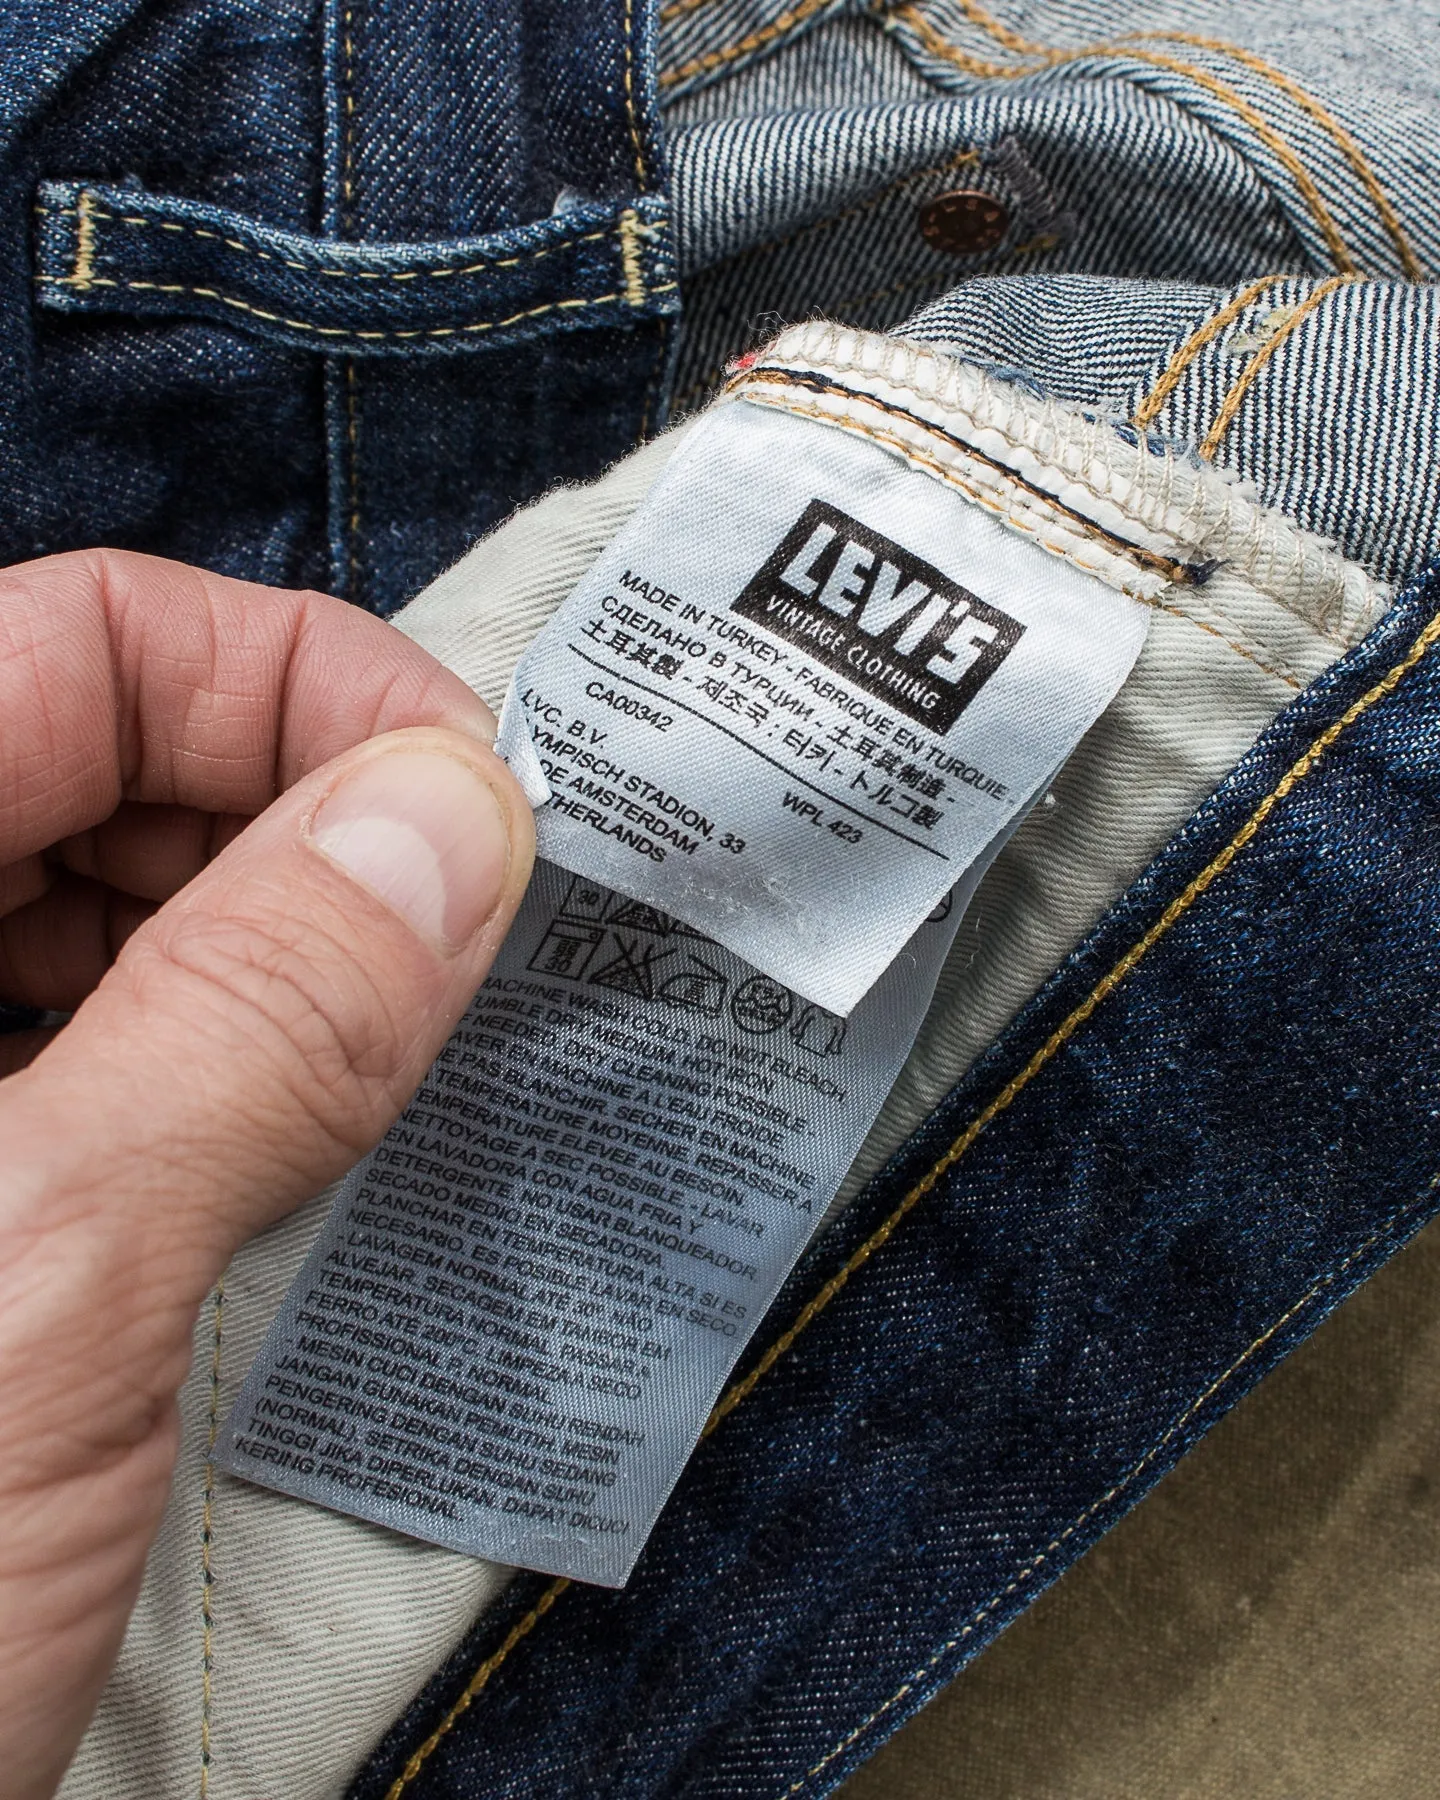 LEVI'S
VINTAGE CLOTHING
MADE IN TURKEY - FABRIQUE EN TURQUIE -
СДЕЛАНО В ТУРЦИИ - 土耳其制造 -
土耳其製 - 제조국 : 터키 - トルコ製
CA00342 WPL 423
LVC. B.V.
YMPISCH STADION, 33
DE AMSTERDAM
THERLANDS
30
30
MACHINE WASH COLD. DO NOT BLEACH
TUMBLE DRY MEDIUM. HOT IRON
F NEEDED. DRY CLEANING POSSIBLE
AVER EN MACHINE A L'EAU FROIDE.
E PAS BLANCHIR. SECHER EN MACHINE
A TEMPERATURE MOYENNE. REPASSER A
TEMPERATURE ELEVEE AU BESOIN.
NETTOYAGE A SEC POSSIBLE. - LAVAR
EN LAVADORA CON AGUA FRIA Y
DETERGENTE. NO USAR BLANQUEADOR.
SECADO MEDIO EN SECADORA.
PLANCHAR EN TEMPERATURA ALTA SI ES
NECESARIO. ES POSIBLE LAVAR EN SECO
- LAVAGEM NORMAL ATÉ 30º. NÃO
ALVEJAR. SECAGEM EM TAMBOR EM
TEMPERATURA NORMAL. PASSAR A
FERRO ATÉ 200ºC. LIMPEZA A SECO
PROFISSIONAL P NORMAL
- MESIN CUCI DENGAN SUHU RENDAH
JANGAN GUNAKAN PEMUTIH. MESIN
PENGERING DENGAN SUHU SEDANG
(NORMAL). SETRIKA DENGAN SUHU
TINGGI JIKA DIPERLUKAN. DAPAT DICUCI
KERING PROFESIONAL.